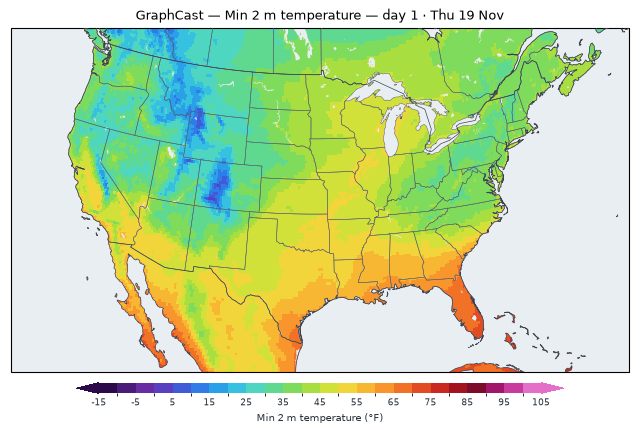 GraphCast — Min 2 m temperature — day 1 · Thu 19 Nov
-15 -5 5 15 25 35 45 55 65 75 85 95 105
Min 2 m temperature (°F)